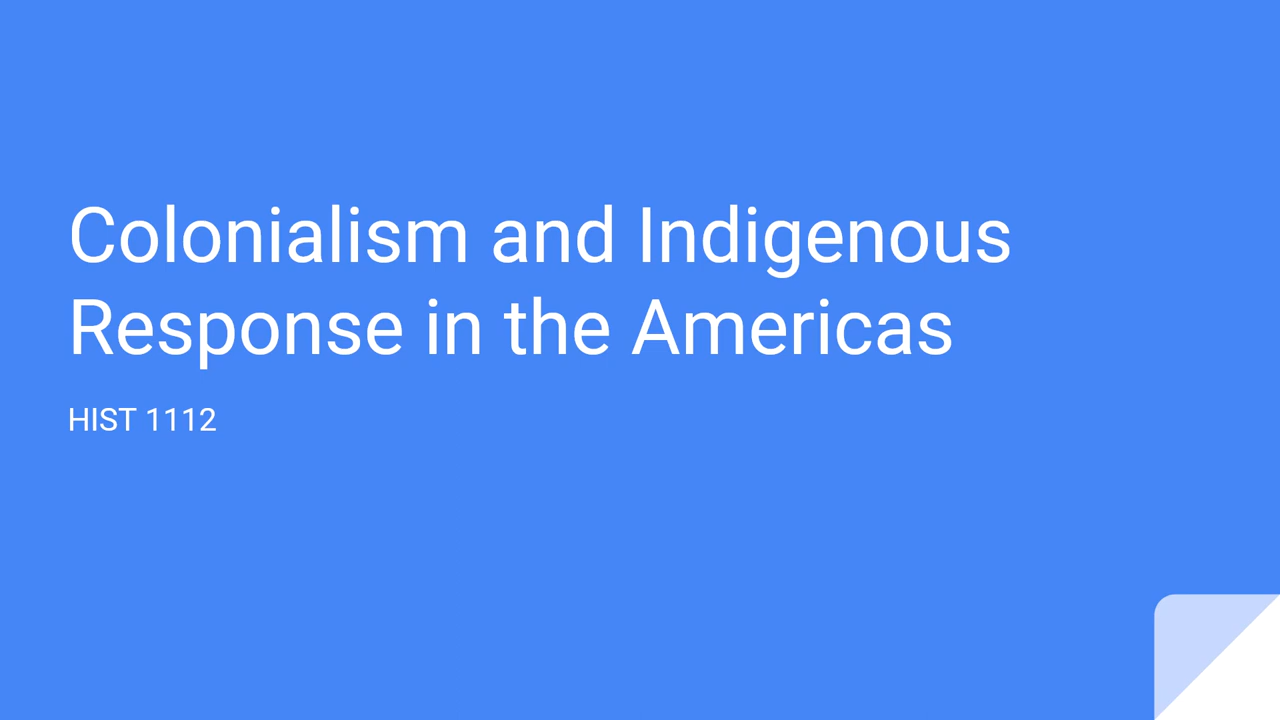 Colonialism and Indigenous
Response in the Americas
HIST 1112